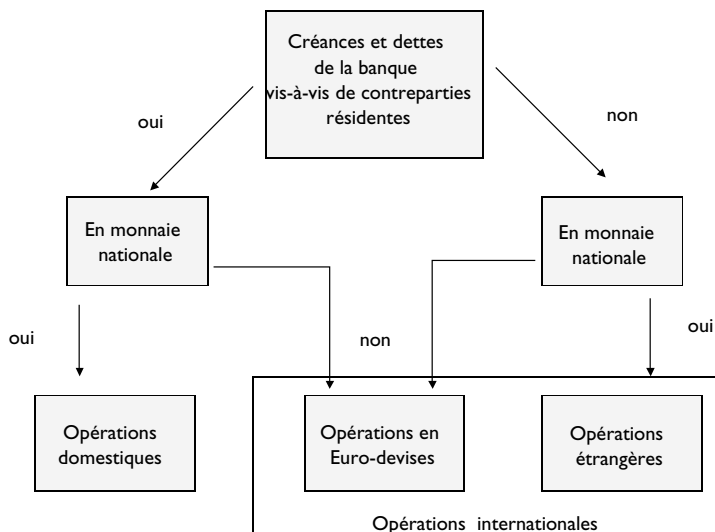 Créances et dettes
de la banque
vis-à-vis de contreparties
résidentes
oui
non
En monnaie
nationale
En monnaie
nationale
oui
non
oui
Opérations
domestiques
Opérations en
Euro-devises
Opérations
étrangères
Opérations internationales